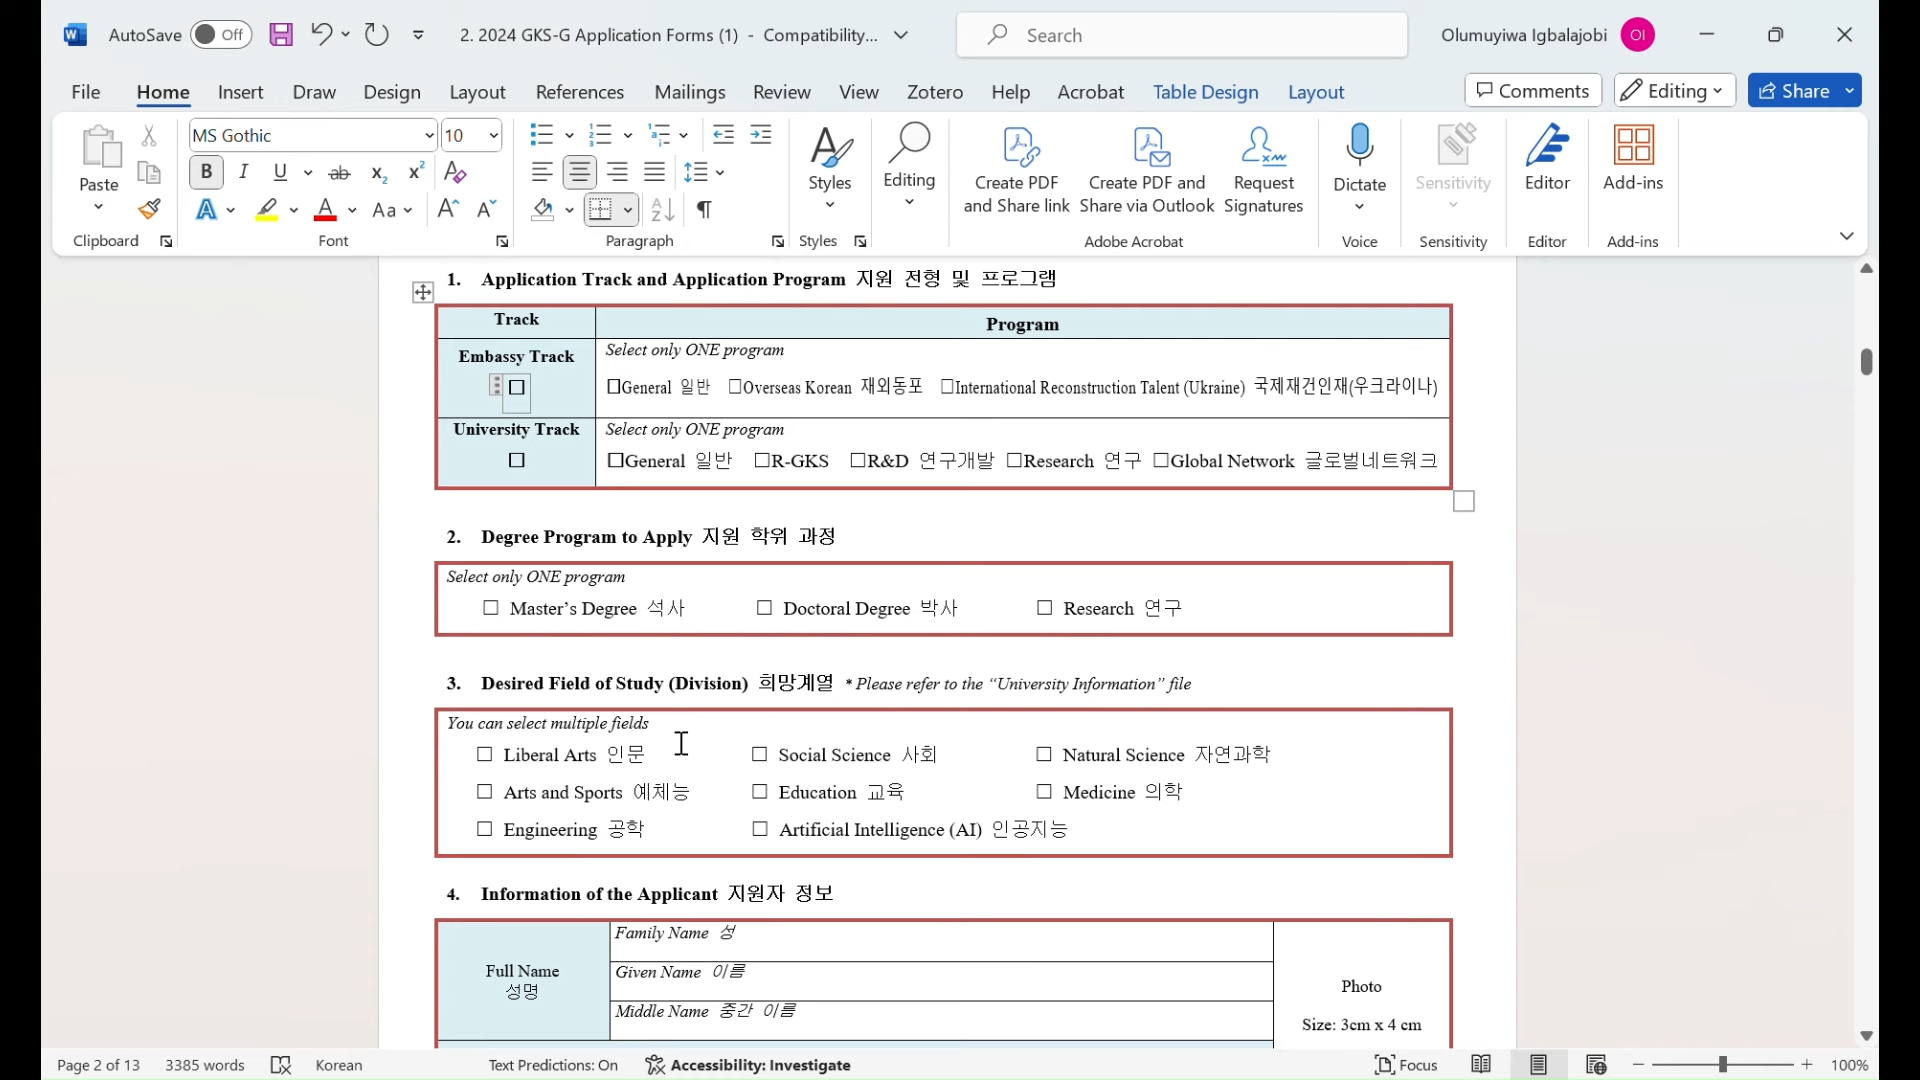 AutoSave Off 2. 2024 GKS-G Application Forms (1) - Compatibility... Search Olumuyiwa Igbalajobi OI
File Home Insert Draw Design Layout References Mailings Review View Zotero Help Acrobat Table Design Layout Comments Editing Share
MS Gothic 10
Paste
Styles
Editing
Create PDF and Share link
Create PDF and Share via Outlook
Request Signatures
Dictate
Sensitivity
Editor
Add-ins
Clipboard Font Paragraph Styles Adobe Acrobat Voice Sensitivity Editor Add-ins
1. Application Track and Application Program 지원 전형 및 프로그램
Track Program
Embassy Track Select only ONE program
☐ ☐General 일반 ☐Overseas Korean 재외동포 ☐International Reconstruction Talent (Ukraine) 국제재건인재(우크라이나)
University Track Select only ONE program
☐ ☐General 일반 ☐R-GKS ☐R&D 연구개발 ☐Research 연구 ☐Global Network 글로벌네트워크
2. Degree Program to Apply 지원 학위 과정
Select only ONE program
☐ Master's Degree 석사 ☐ Doctoral Degree 박사 ☐ Research 연구
3. Desired Field of Study (Division) 희망계열 * Please refer to the “University Information” file
You can select multiple fields
☐ Liberal Arts 인문 ☐ Social Science 사회 ☐ Natural Science 자연과학
☐ Arts and Sports 예체능 ☐ Education 교육 ☐ Medicine 의학
☐ Engineering 공학 ☐ Artificial Intelligence (AI) 인공지능
4. Information of the Applicant 지원자 정보
Full Name
성명
Family Name 성
Given Name 이름
Middle Name 중간 이름
Photo
Size: 3cm x 4 cm
Page 2 of 13 3385 words Korean Text Predictions: On Accessibility: Investigate Focus 100%